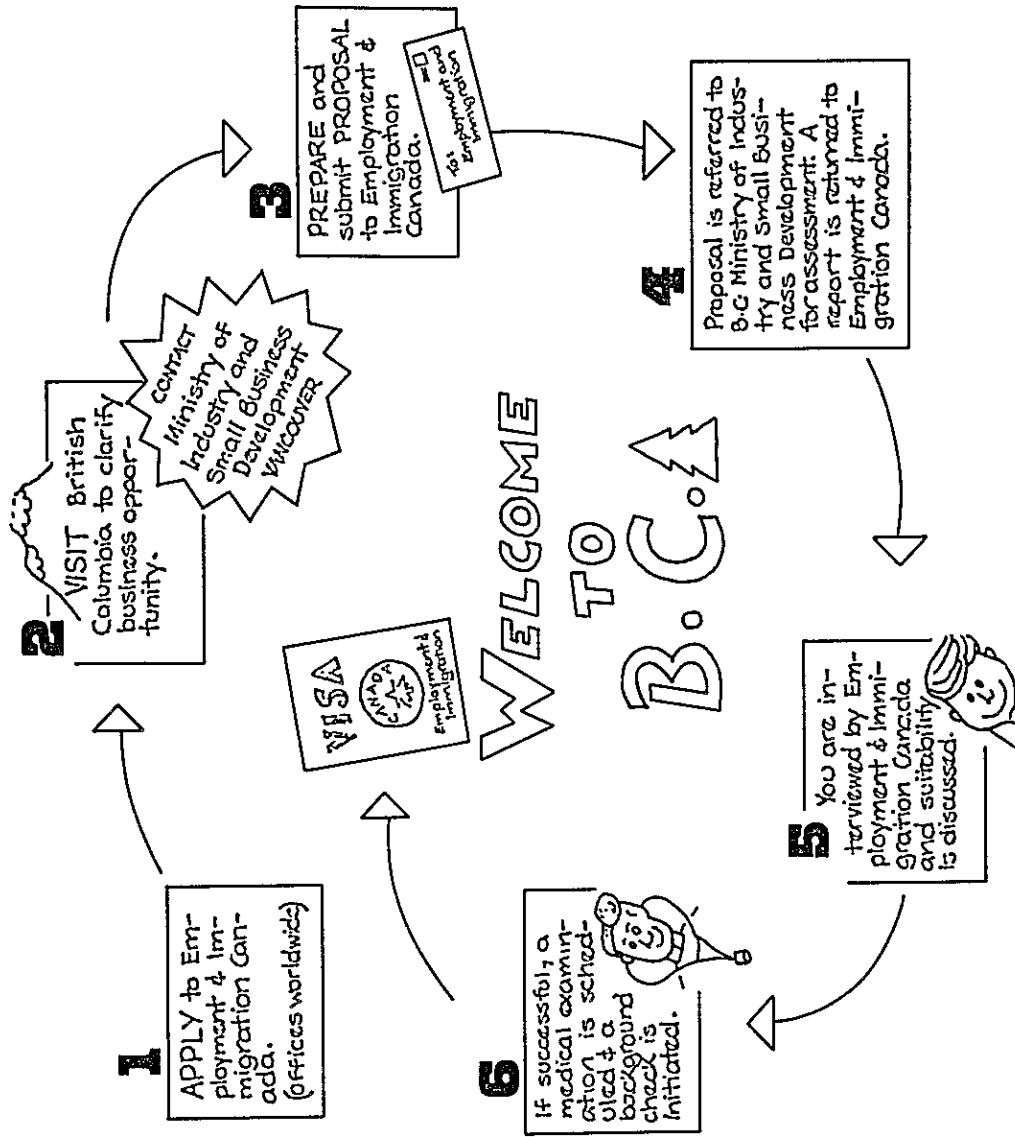 1
APPLY to Em-
ployment & Im-
migration Can-
ada.
(offices worldwide)
2
VISIT British
Columbia to clarify
business oppor-
tunity.
CONTACT
Ministry of
Industry and
Small Business
Development
VANCOUVER
3
PREPARE and
submit PROPOSAL
to Employment &
Immigration
Canada.
To:
Employment and
Immigration
4
Proposal is referred to
B.C. Ministry of Indus-
try and Small Busi-
ness Development
for assessment. A
report is returned to
Employment & Immi-
gration Canada.
5
You are in-
terviewed by Em-
ployment & Immi-
gration Canada
and suitability
is discussed.
6
If successful, a
medical examin-
ation is sched-
uled & a
background
check is
initiated.
VISA
CANADA
Employment &
Immigration
WELCOME
TO
B.C.